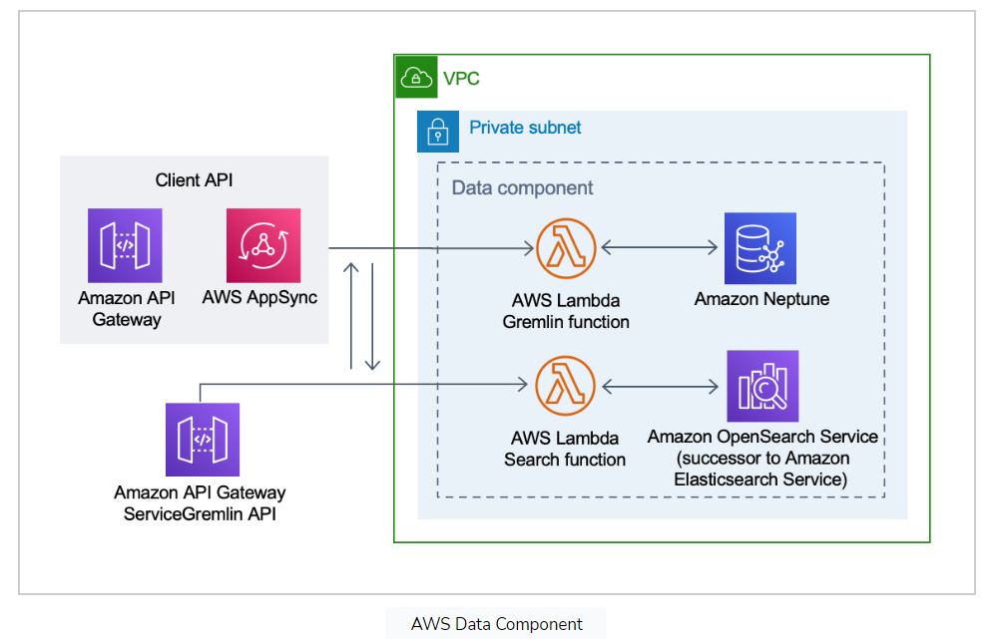 VPC
Private subnet
Data component
Client API
Amazon API
Gateway
AWS AppSync
AWS Lambda
Gremlin function
Amazon Neptune
AWS Lambda
Search function
Amazon OpenSearch Service
(successor to Amazon
Elasticsearch Service)
Amazon API Gateway
ServiceGremlin API
AWS Data Component